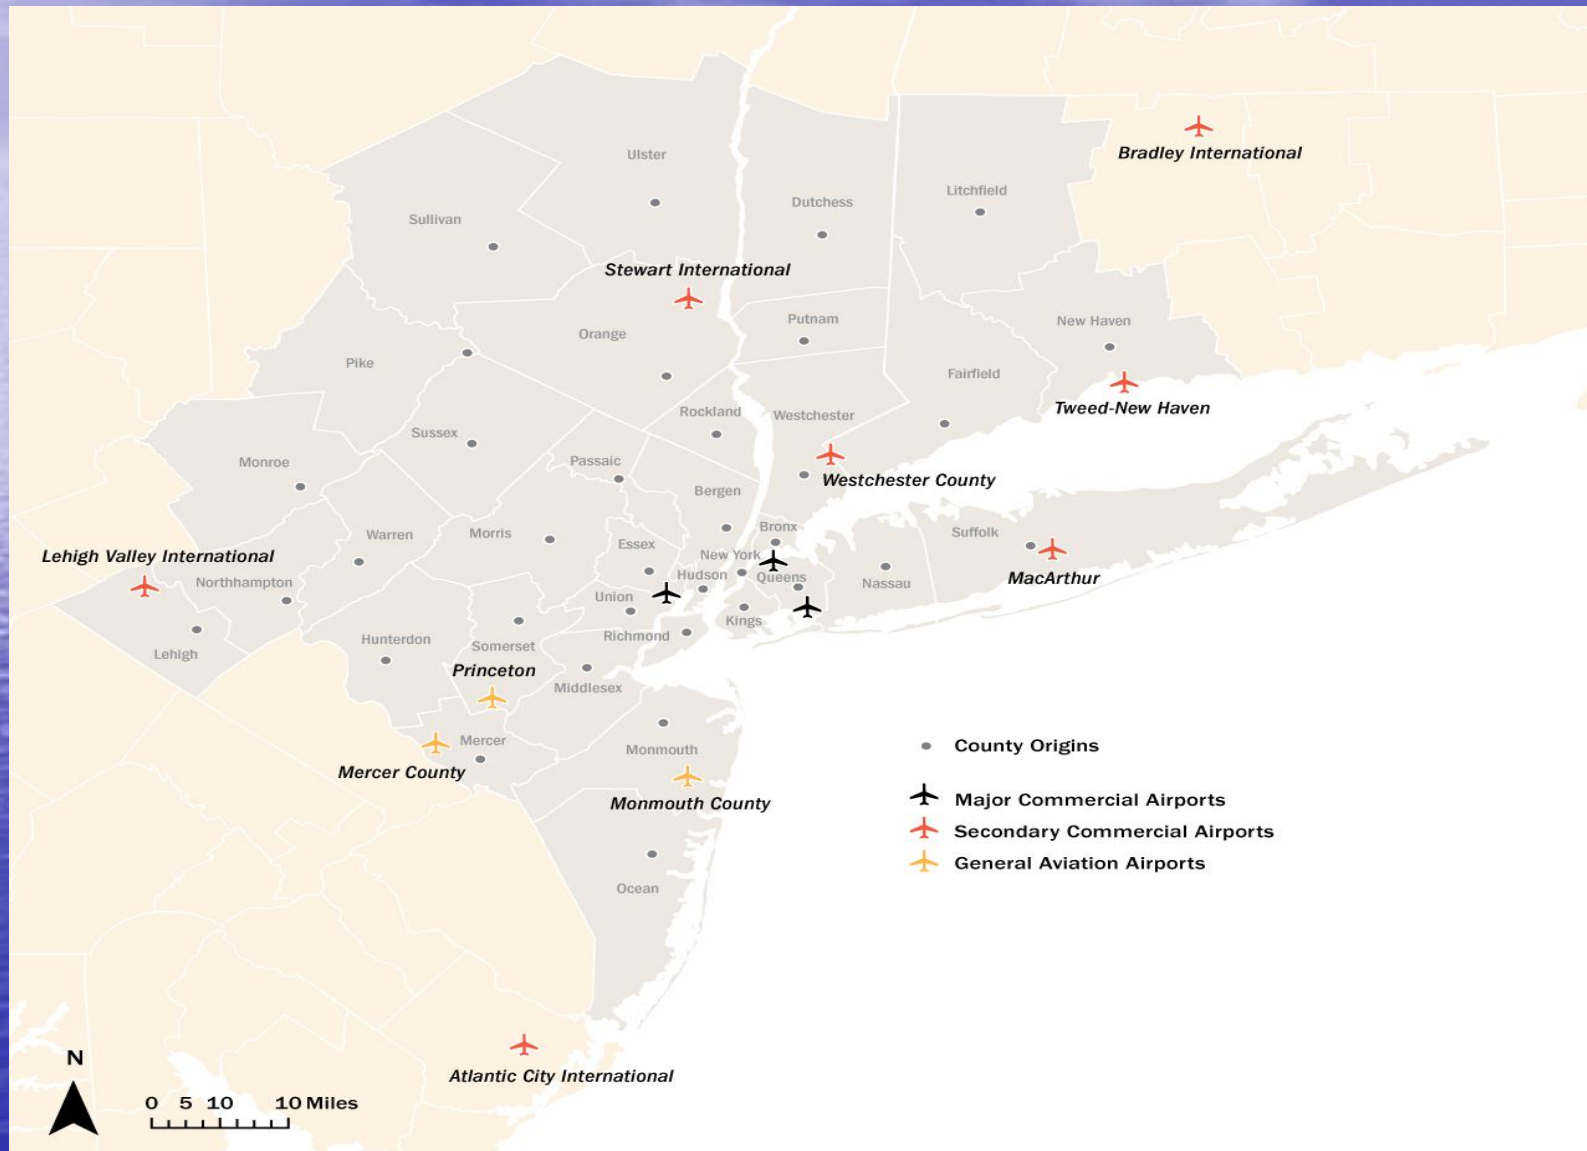 Bradley International
Ulster
Litchfield
Dutchess
Sullivan
Stewart International
Putnam
New Haven
Orange
Pike
Fairfield
Tweed-New Haven
Rockland
Westchester
Sussex
Passaic
Monroe
Westchester County
Bergen
Bronx
Warren
Morris
Suffolk
Essex
New York
Lehigh Valley International
Hudson
Queens
MacArthur
Northhampton
Nassau
Union
Kings
Richmond
Hunterdon
Somerset
Lehigh
Princeton
Middlesex
Mercer
Monmouth
County Origins
Mercer County
Major Commercial Airports
Monmouth County
Secondary Commercial Airports
General Aviation Airports
Ocean
N
Atlantic City International
0 5 10 10 Miles